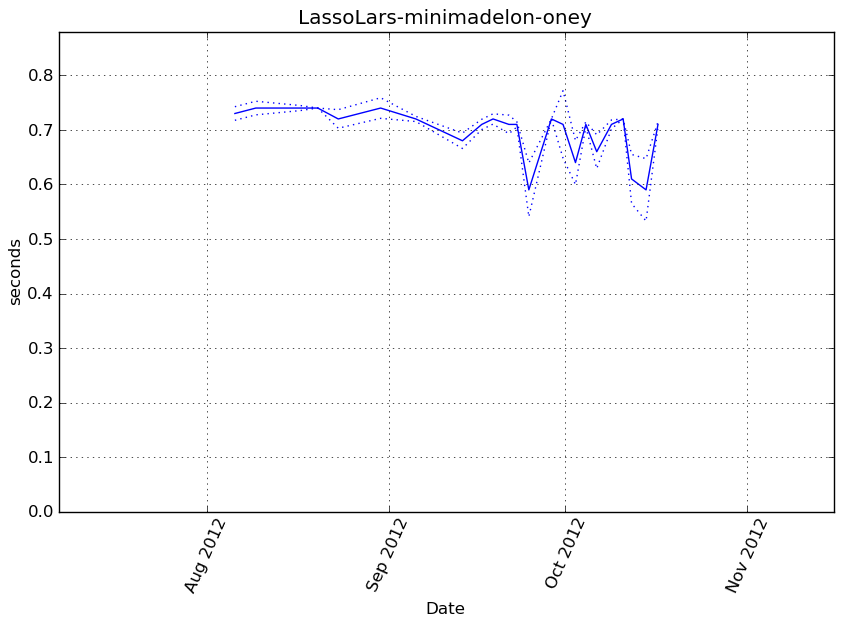 LassoLars-minimadelon-oney
0.8
0.7
0.6
0.5
0.4
0.3
0.2
0.1
0.0
seconds
Aug 2012
Sep 2012
Oct 2012
Nov 2012
Date